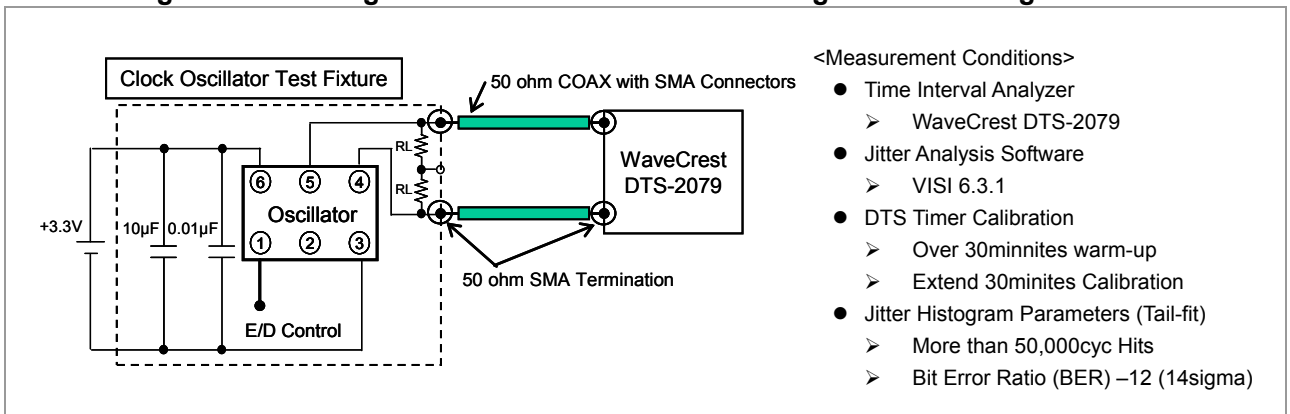 Clock Oscillator Test Fixture
50 ohm COAX with SMA Connectors
RL
RL
WaveCrest
DTS-2079
6 5 4
Oscillator
1 2 3
+3.3V
10µF
0.01µF
50 ohm SMA Termination
E/D Control
<Measurement Conditions>
● Time Interval Analyzer
➢ WaveCrest DTS-2079
● Jitter Analysis Software
➢ VISI 6.3.1
● DTS Timer Calibration
➢ Over 30minnites warm-up
➢ Extend 30minites Calibration
● Jitter Histogram Parameters (Tail-fit)
➢ More than 50,000cyc Hits
➢ Bit Error Ratio (BER) –12 (14sigma)